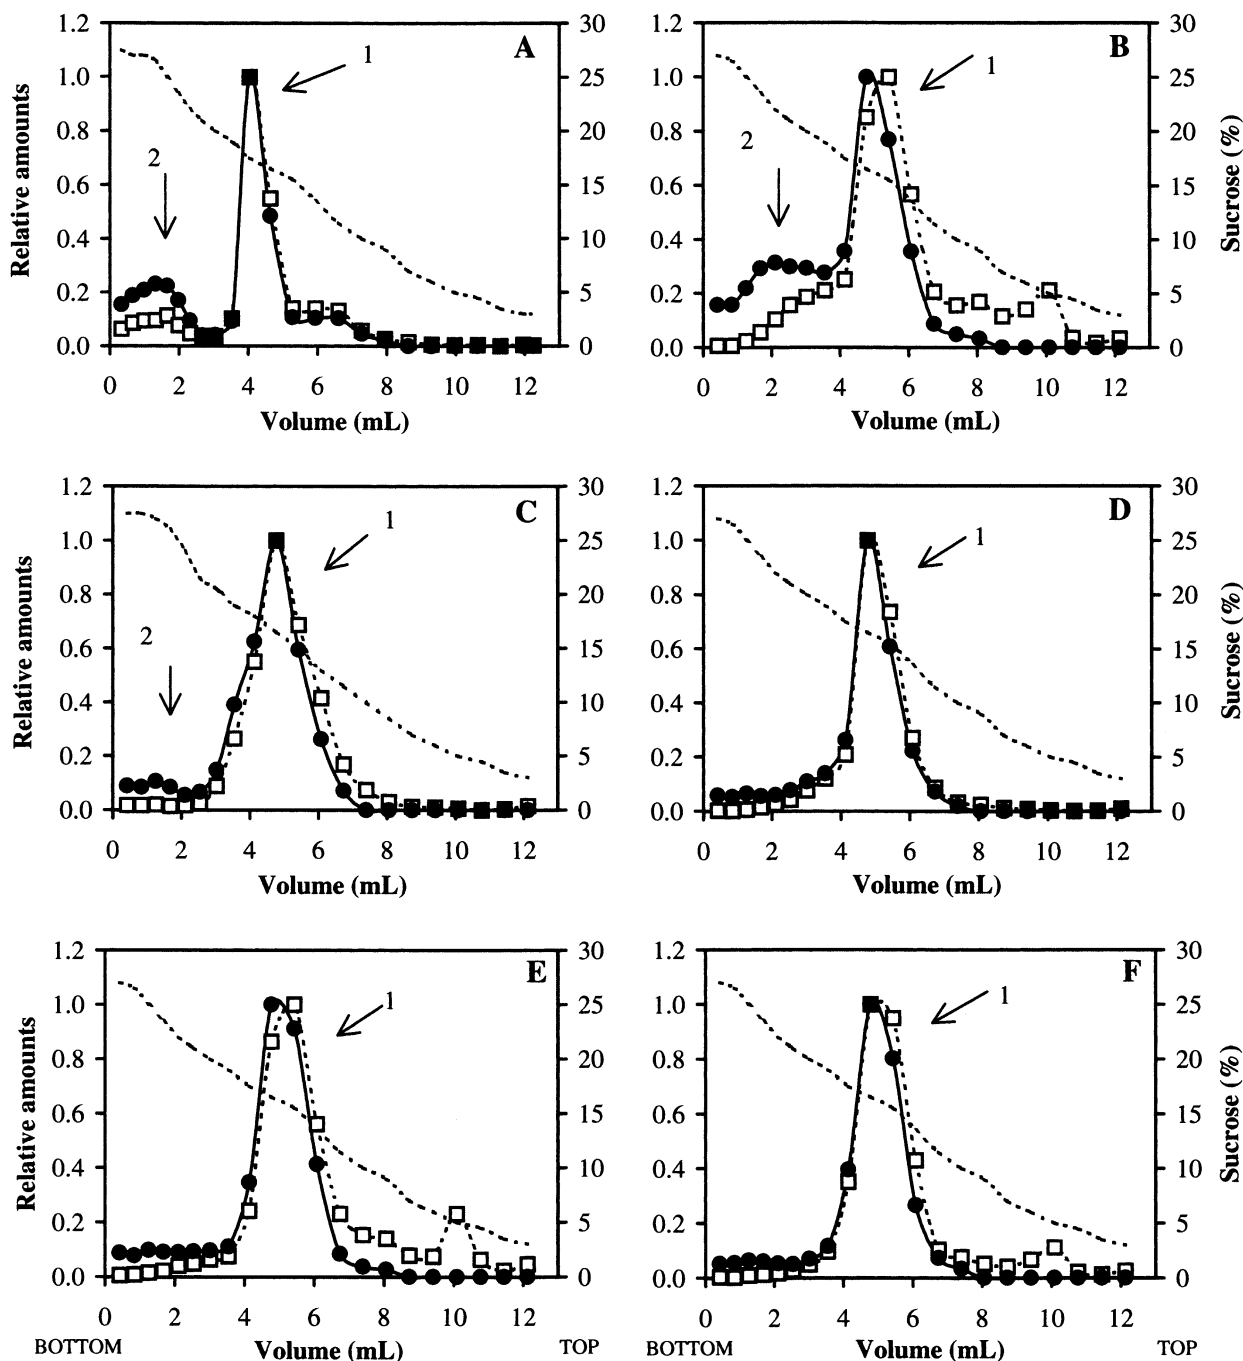 1.2 30 1.2 30
A B
1 1
1.0 25 1.0 25
0.8 20 0.8 20
2 2
0.6 15 0.6 15
0.4 10 0.4 10
0.2 5 0.2 5
0.0 0 0.0 0
Relative amounts Sucrose (%)
0 2 4 6 8 10 12 0 2 4 6 8 10 12
Volume (mL) Volume (mL)
1.2 30 1.2 30
C D
1 1
1.0 25 1.0 25
0.8 20 0.8 20
2
0.6 15 0.6 15
0.4 10 0.4 10
0.2 5 0.2 5
0.0 0 0.0 0
Relative amounts Sucrose (%)
0 2 4 6 8 10 12 0 2 4 6 8 10 12
Volume (mL) Volume (mL)
1.2 30 1.2 30
E F
1 1
1.0 25 1.0 25
0.8 20 0.8 20
0.6 15 0.6 15
0.4 10 0.4 10
0.2 5 0.2 5
0.0 0 0.0 0
Relative amounts Sucrose (%)
0 2 4 6 8 10 12 0 2 4 6 8 10 12
BOTTOM Volume (mL) TOP BOTTOM Volume (mL) TOP